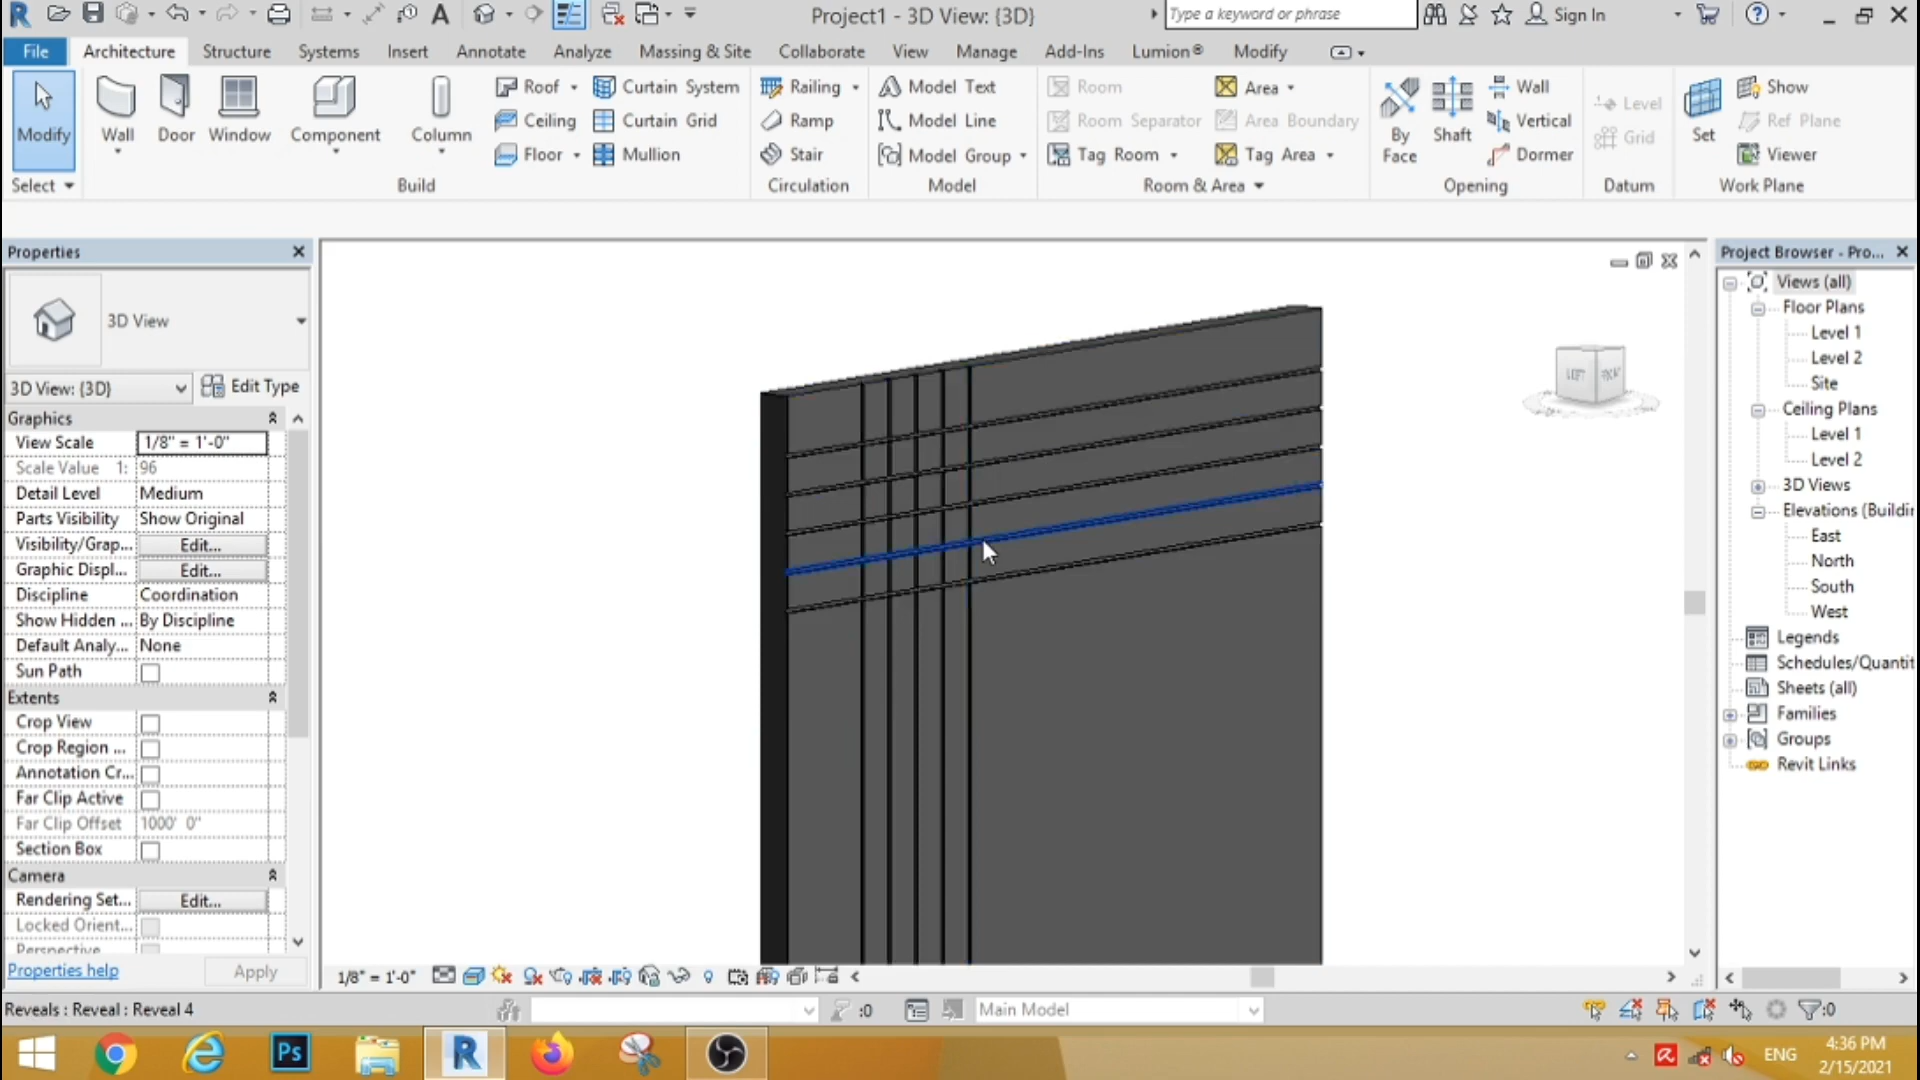 Project1 - 3D View: {3D}
Type a keyword or phrase
Sign In
File Architecture Structure Systems Insert Annotate Analyze Massing & Site Collaborate View Manage Add-Ins Lumion® Modify
Modify
Wall
Door
Window
Component
Column
Roof
Ceiling
Floor
Curtain System
Curtain Grid
Mullion
Railing
Ramp
Stair
Model Text
Model Line
Model Group
Room
Room Separator
Tag Room
Area
Area Boundary
Tag Area
By Face
Shaft
Wall
Vertical
Dormer
Level
Grid
Set
Show
Ref Plane
Viewer
Select Build Circulation Model Room & Area Opening Datum Work Plane
Properties
3D View
3D View: {3D} Edit Type
Graphics
View Scale 1/8" = 1'-0"
Scale Value 1: 96
Detail Level Medium
Parts Visibility Show Original
Visibility/Grap... Edit...
Graphic Displ... Edit...
Discipline Coordination
Show Hidden ... By Discipline
Default Analy... None
Sun Path
Extents
Crop View
Crop Region ...
Annotation Cr...
Far Clip Active
Far Clip Offset 1000' 0"
Section Box
Camera
Rendering Set... Edit...
Locked Orient...
Perspective
Properties help Apply
LEFT
1/8" = 1'-0"
Project Browser - Pro...
Views (all)
Floor Plans
Level 1
Level 2
Site
Ceiling Plans
Level 1
Level 2
3D Views
Elevations (Buildin
East
North
South
West
Legends
Schedules/Quantit
Sheets (all)
Families
Groups
Revit Links
Reveals : Reveal : Reveal 4
:0
Main Model
:0
Ps
ENG
4:36 PM
2/15/2021